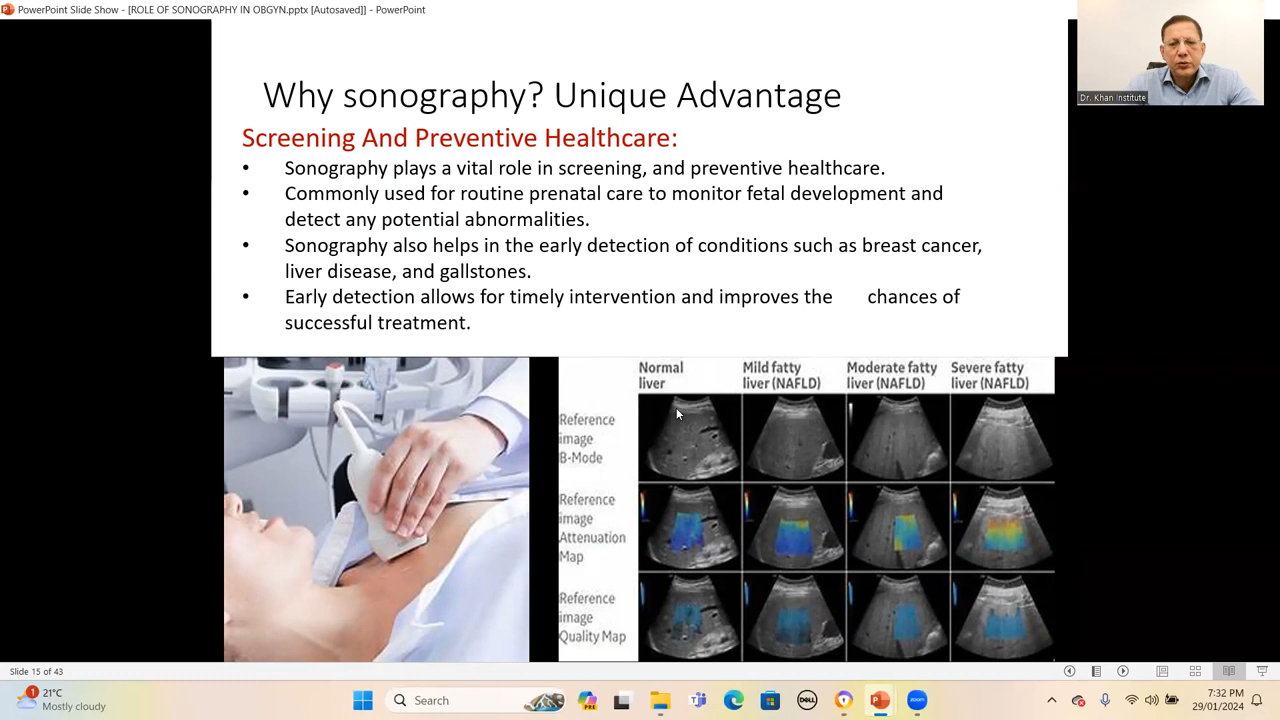 PowerPoint Slide Show - [ROLE OF SONOGRAPHY IN OBGYN.pptx [Autosaved]] - PowerPoint
Dr. Khan Institute
Why sonography? Unique Advantage
Screening And Preventive Healthcare:
• Sonography plays a vital role in screening, and preventive healthcare.
• Commonly used for routine prenatal care to monitor fetal development and
detect any potential abnormalities.
• Sonography also helps in the early detection of conditions such as breast cancer,
liver disease, and gallstones.
• Early detection allows for timely intervention and improves the chances of
successful treatment.
Normal
liver
Mild fatty
liver (NAFLD)
Moderate fatty
liver (NAFLD)
Severe fatty
liver (NAFLD)
Reference
image
B-Mode
Reference
image
Attenuation
Map
Reference
image
Quality Map
Slide 15 of 43
1
21°C
Mostly cloudy
Search
PRE
DELL
zoom
7:32 PM
29/01/2024